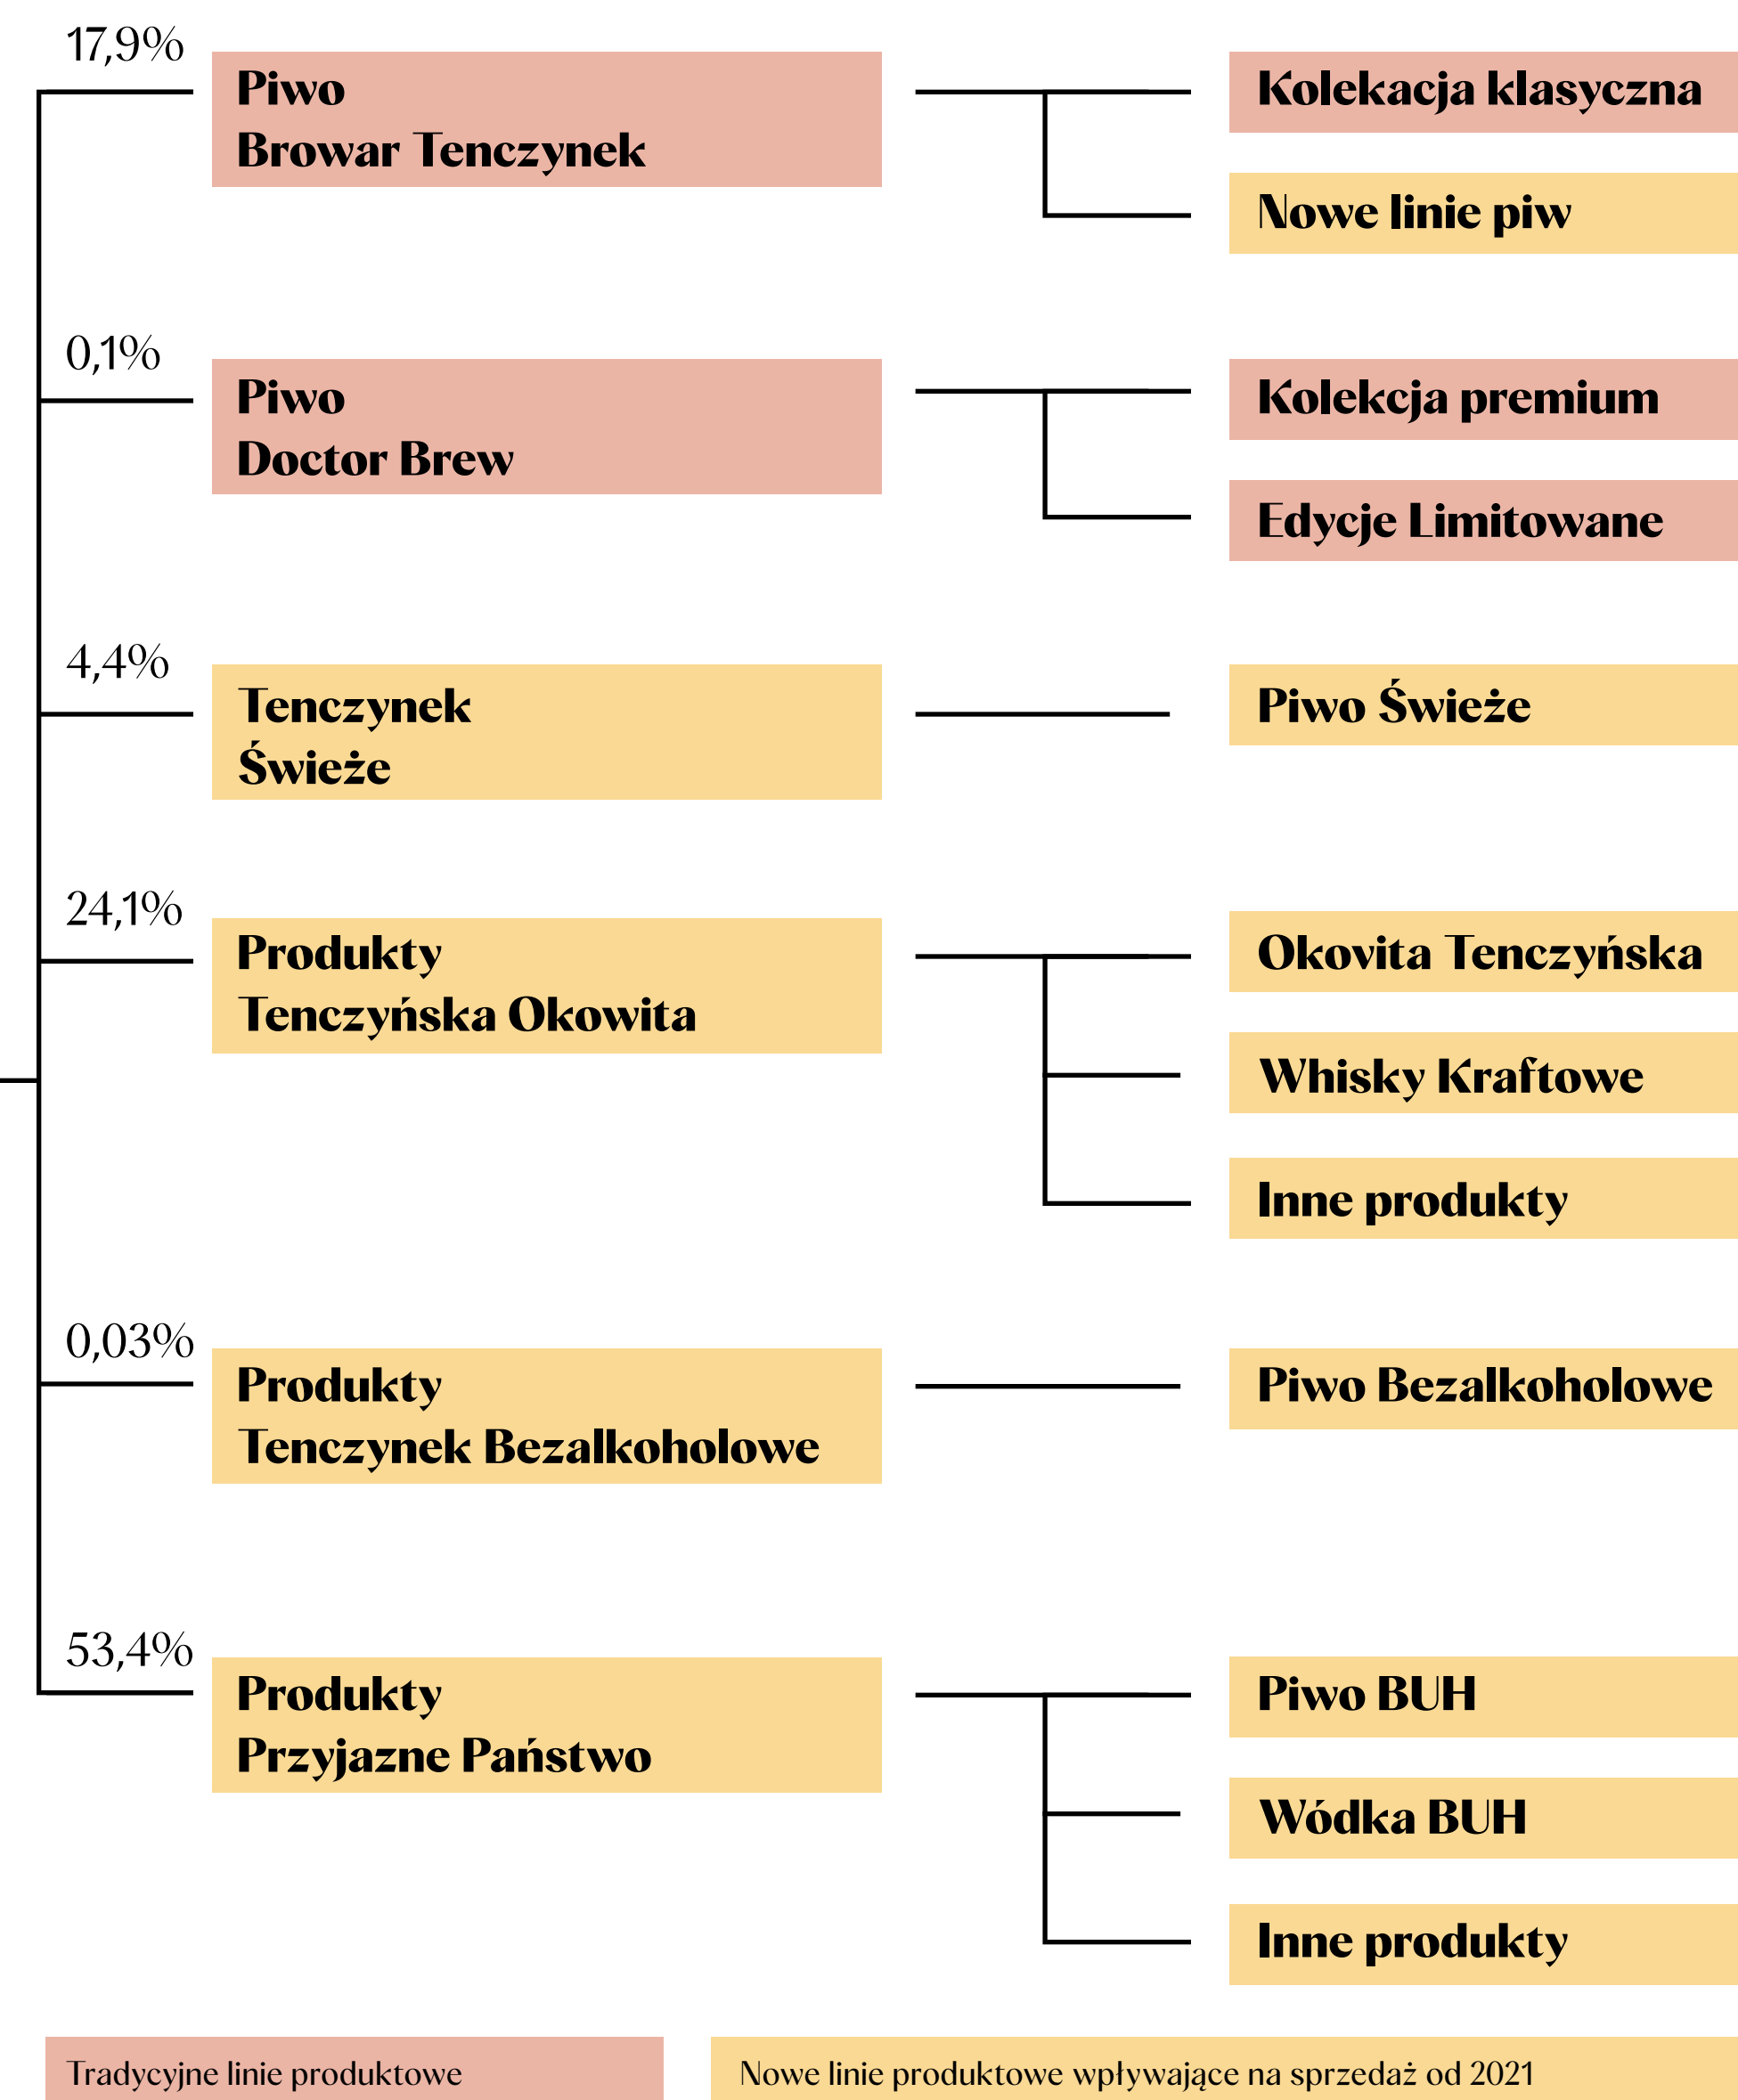 17,9%
Piwo
Browar Tenczynek
Kolekacja klasyczna
Nowe linie piw
0,1%
Piwo
Doctor Brew
Kolekcja premium
Edycje Limitowane
4,4%
Tenczynek
Świeże
Piwo Świeże
24,1%
Produkty
Tenczyńska Okowita
Okovita Tenczyńska
Whisky Kraftowe
Inne produkty
0,03%
Produkty
Tenczynek Bezalkoholowe
Piwo Bezalkoholowe
53,4%
Produkty
Przyjazne Państwo
Piwo BUH
Wódka BUH
Inne produkty
Tradycyjne linie produktowe
Nowe linie produktowe wpływające na sprzedaż od 2021